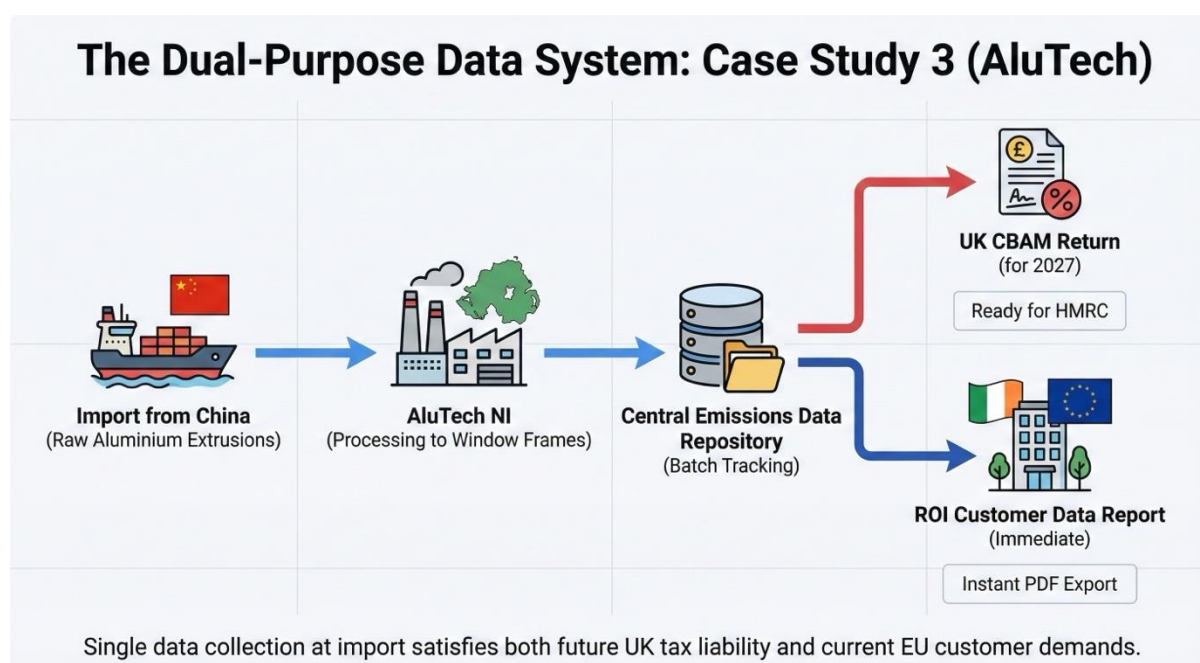 The Dual-Purpose Data System: Case Study 3 (AluTech)
Import from China
(Raw Aluminium Extrusions)
AluTech NI
(Processing to Window Frames)
Central Emissions Data
Repository
(Batch Tracking)
£
%
UK CBAM Return
(for 2027)
Ready for HMRC
ROI Customer Data Report
(Immediate)
Instant PDF Export
Single data collection at import satisfies both future UK tax liability and current EU customer demands.